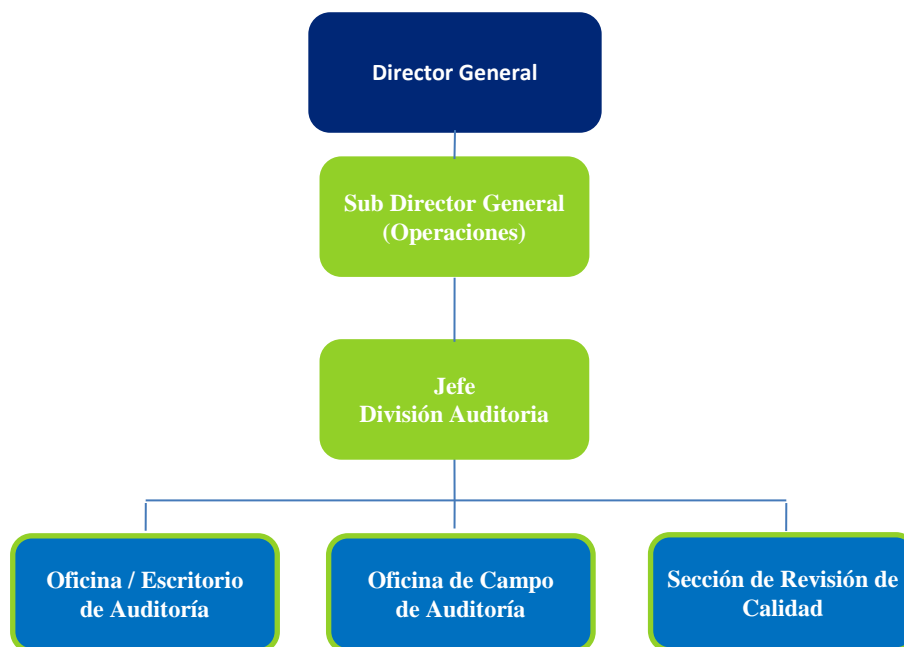 Director General
Sub Director General
(Operaciones)
Jefe
División Auditoria
Oficina / Escritorio
de Auditoría
Oficina de Campo
de Auditoría
Sección de Revisión de
Calidad